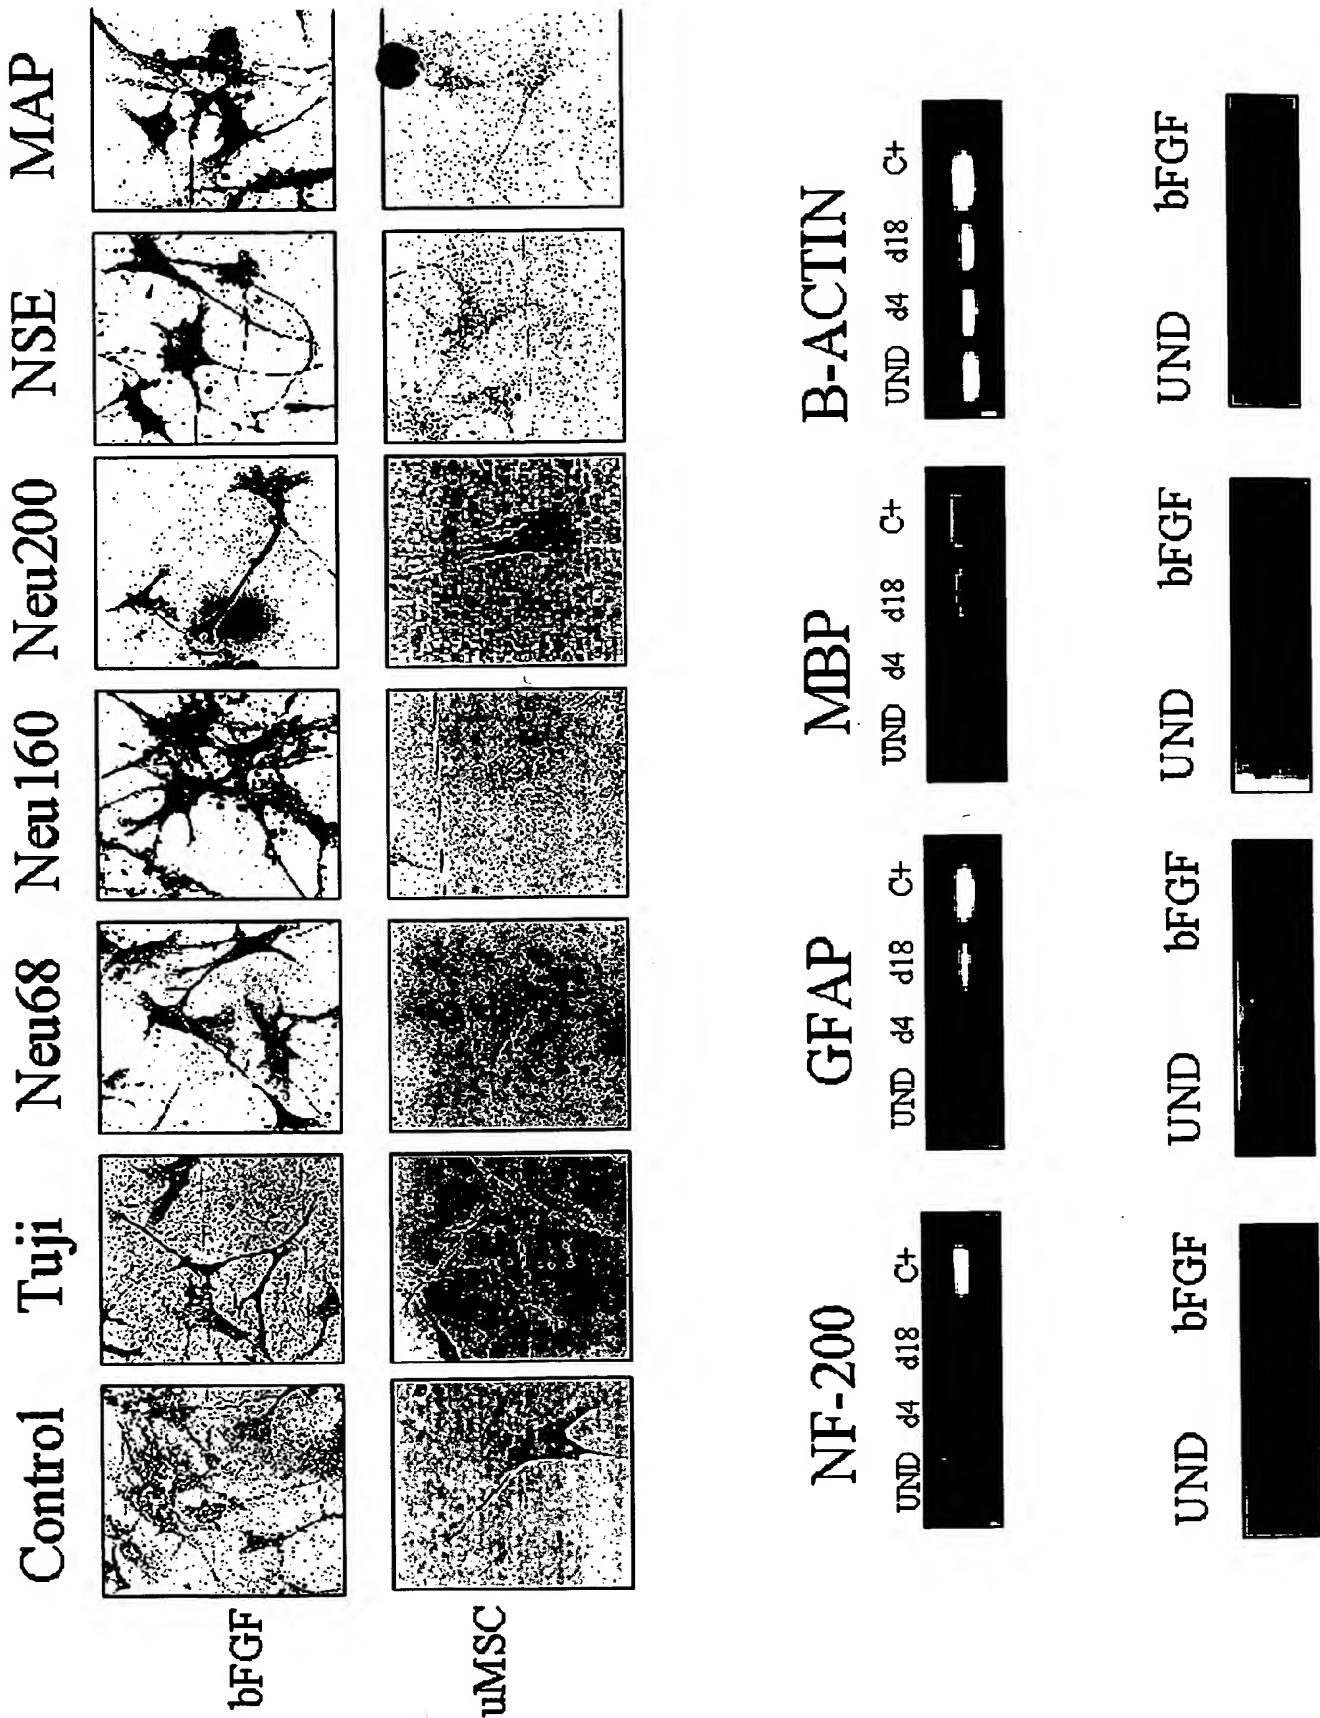 Control Tuji Neu68 Neu160 Neu200 NSE MAP
bFGF
uMSC
NF-200 GFAP MBP B-ACTIN
UND d4 d18 C+ UND d4 d18 C+ UND d4 d18 C+ UND d4 d18 C+
UND bFGF UND bFGF UND bFGF UND bFGF